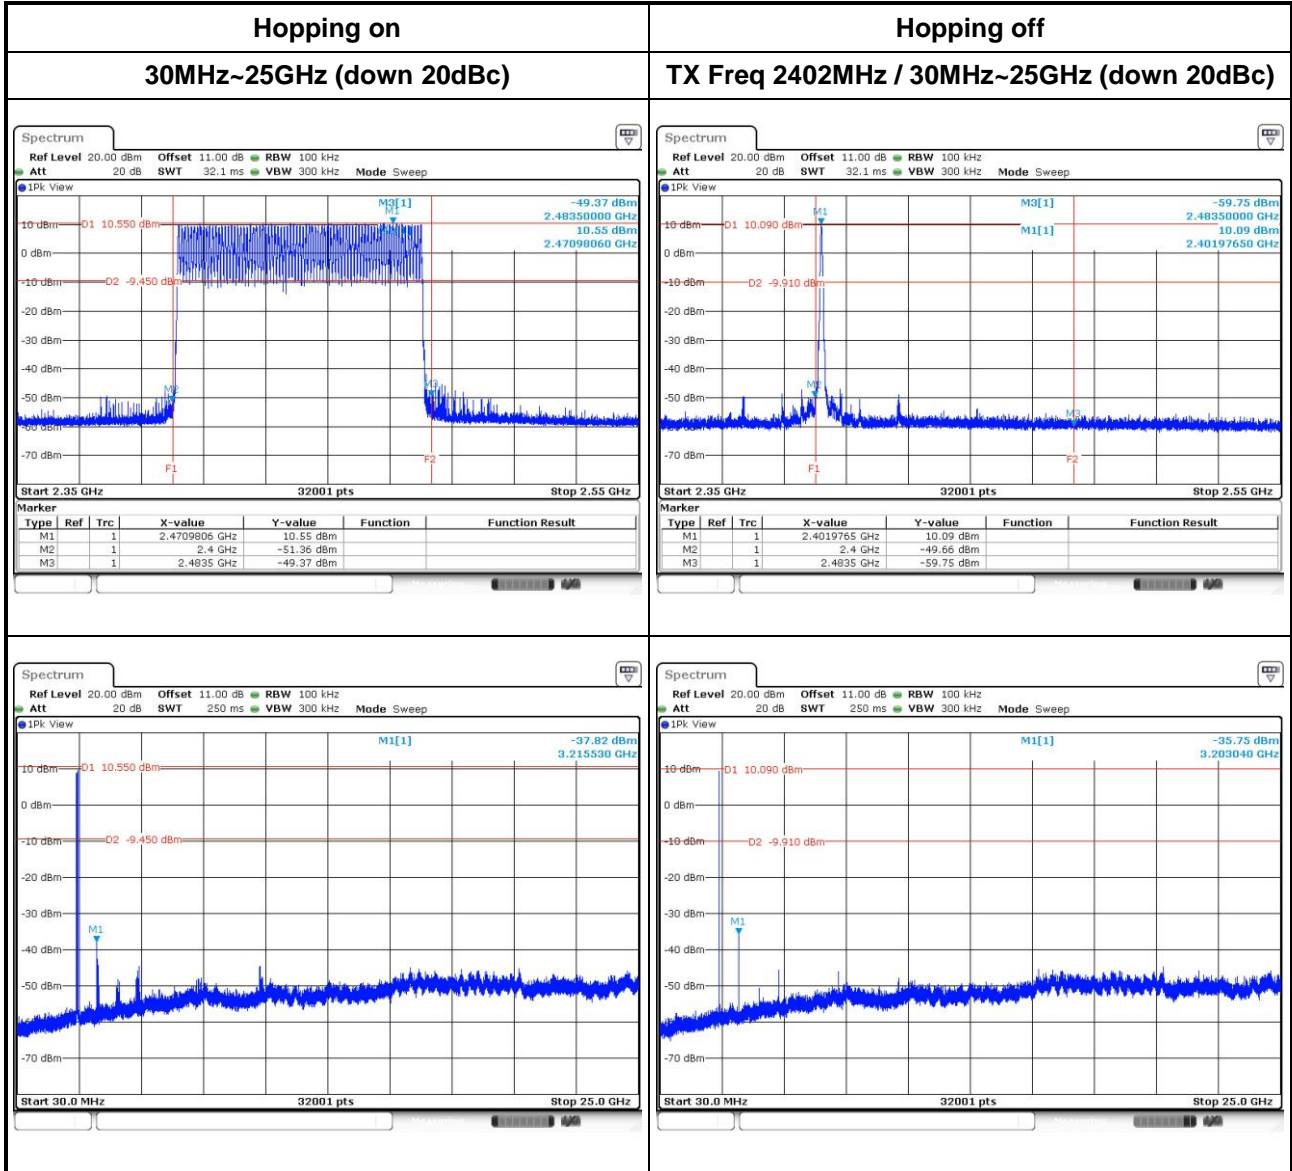 Hopping on
Hopping off
30MHz~25GHz (down 20dBc)
TX Freq 2402MHz / 30MHz~25GHz (down 20dBc)
Spectrum
Ref Level 20.00 dBm Offset 11.00 dB RBW 100 kHz
Att 20 dB SWT 32.1 ms VBW 300 kHz Mode Sweep
1Pk View
M3[1] -49.37 dBm
2.48350000 GHz
M1
10.55 dBm
2.47098060 GHz
10 dBm
D1 10.550 dBm
0 dBm
-10 dBm
D2 -9.450 dBm
-20 dBm
-30 dBm
-40 dBm
-50 dBm
M2
M3
-60 dBm
-70 dBm
F1
F2
Start 2.35 GHz 32001 pts Stop 2.55 GHz
Marker
Type Ref Trc X-value Y-value Function Function Result
M1 1 2.4709806 GHz 10.55 dBm
M2 1 2.4 GHz -51.36 dBm
M3 1 2.4835 GHz -49.37 dBm
Spectrum
Ref Level 20.00 dBm Offset 11.00 dB RBW 100 kHz
Att 20 dB SWT 32.1 ms VBW 300 kHz Mode Sweep
1Pk View
M3[1] -59.75 dBm
2.48350000 GHz
M1[1] 10.09 dBm
2.40197650 GHz
M1
10 dBm
D1 10.090 dBm
0 dBm
-10 dBm
D2 -9.910 dBm
-20 dBm
-30 dBm
-40 dBm
-50 dBm
M2
M3
-60 dBm
-70 dBm
F1
F2
Start 2.35 GHz 32001 pts Stop 2.55 GHz
Marker
Type Ref Trc X-value Y-value Function Function Result
M1 1 2.4019765 GHz 10.09 dBm
M2 1 2.4 GHz -49.66 dBm
M3 1 2.4835 GHz -59.75 dBm
Spectrum
Ref Level 20.00 dBm Offset 11.00 dB RBW 100 kHz
Att 20 dB SWT 250 ms VBW 300 kHz Mode Sweep
1Pk View
M1[1] -37.82 dBm
3.215530 GHz
10 dBm
D1 10.550 dBm
0 dBm
-10 dBm
D2 -9.450 dBm
-20 dBm
-30 dBm
M1
-40 dBm
-50 dBm
-70 dBm
Start 30.0 MHz 32001 pts Stop 25.0 GHz
Spectrum
Ref Level 20.00 dBm Offset 11.00 dB RBW 100 kHz
Att 20 dB SWT 250 ms VBW 300 kHz Mode Sweep
1Pk View
M1[1] -35.75 dBm
3.203040 GHz
10 dBm
D1 10.090 dBm
0 dBm
-10 dBm
D2 -9.910 dBm
-20 dBm
-30 dBm
M1
-40 dBm
-50 dBm
-70 dBm
Start 30.0 MHz 32001 pts Stop 25.0 GHz